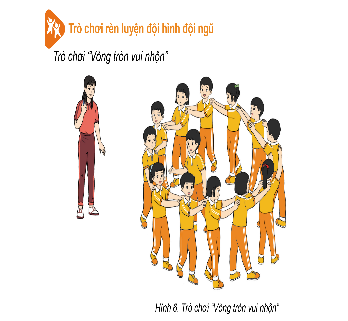 Trò chơi rèn luyện đội hình đội ngũ
Trò chơi "Vòng tròn vui nhộn"
Hình 6. Trò chơi "Vòng tròn vui nhộn"